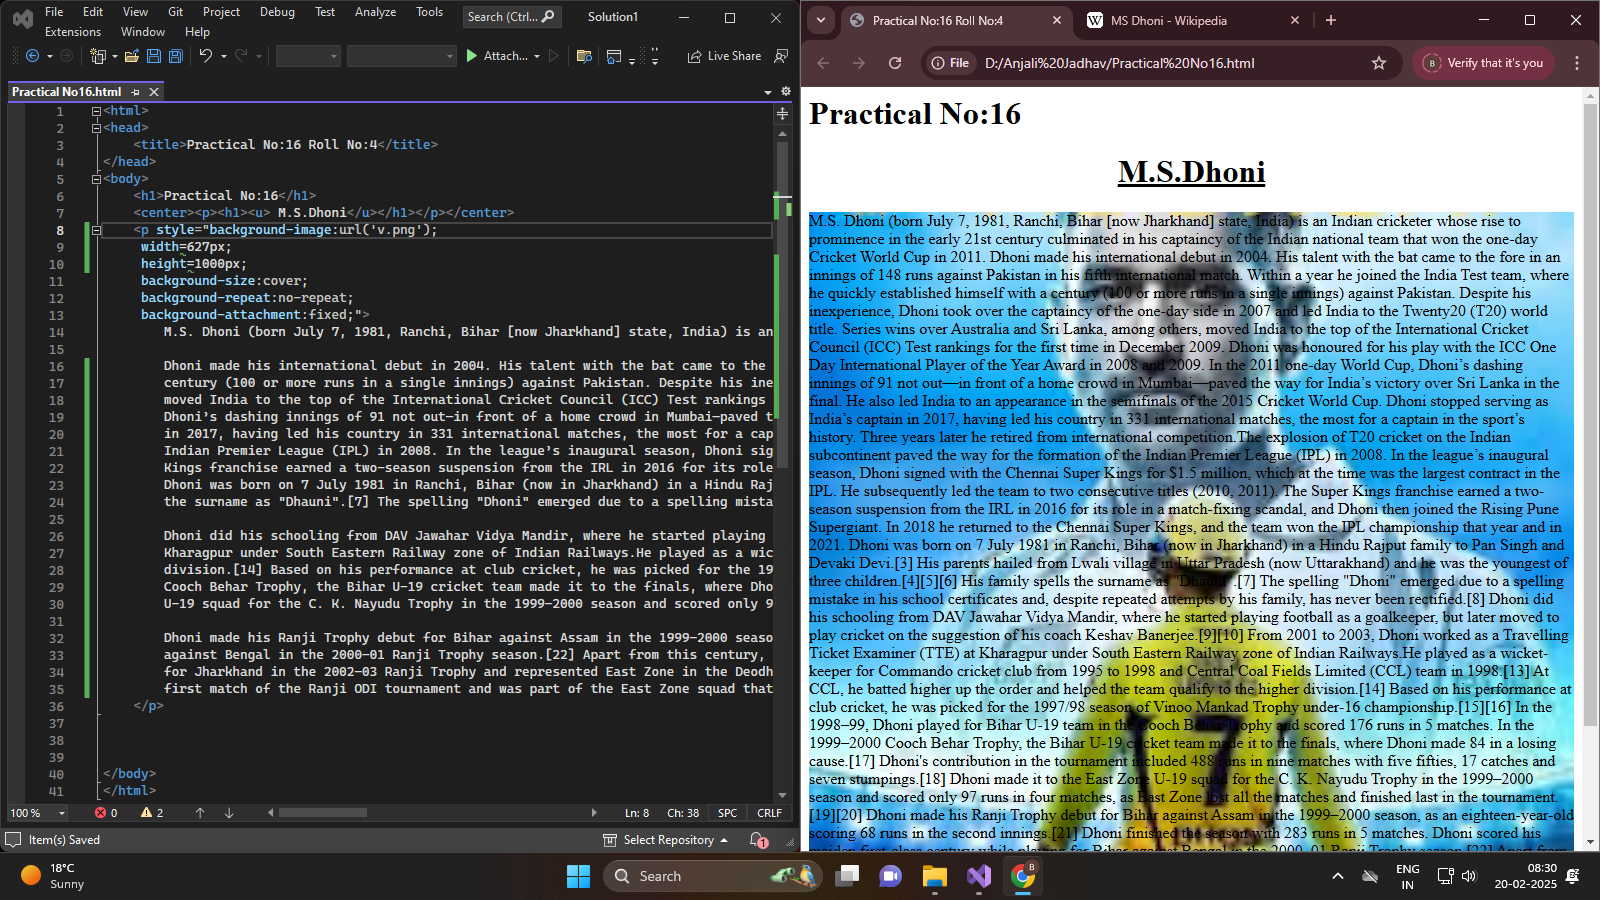 File Edit View Git Project Debug Test Analyze Tools Search (Ctrl... Solution1
Extensions Window Help
Attach... Live Share
Practical No16.html
1 <html>
2 <head>
3 <title>Practical No:16 Roll No:4</title>
4 </head>
5 <body>
6 <h1>Practical No:16</h1>
7 <center><p><h1><u> M.S.Dhoni</u></h1></p></center>
8 <p style="background-image:url('v.png');
9 width=627px;
10 height=1000px;
11 background-size:cover;
12 background-repeat:no-repeat;
13 background-attachment:fixed;">
14 M.S. Dhoni (born July 7, 1981, Ranchi, Bihar [now Jharkhand] state, India) is an
15
16 Dhoni made his international debut in 2004. His talent with the bat came to the
17 century (100 or more runs in a single innings) against Pakistan. Despite his ine
18 moved India to the top of the International Cricket Council (ICC) Test rankings
19 Dhoni's dashing innings of 91 not out—in front of a home crowd in Mumbai—paved t
20 in 2017, having led his country in 331 international matches, the most for a cap
21 Indian Premier League (IPL) in 2008. In the league's inaugural season, Dhoni sig
22 Kings franchise earned a two-season suspension from the IRL in 2016 for its role
23 Dhoni was born on 7 July 1981 in Ranchi, Bihar (now in Jharkhand) in a Hindu Raj
24 the surname as "Dhauni".[7] The spelling "Dhoni" emerged due to a spelling mista
25
26 Dhoni did his schooling from DAV Jawahar Vidya Mandir, where he started playing
27 Kharagpur under South Eastern Railway zone of Indian Railways.He played as a wic
28 division.[14] Based on his performance at club cricket, he was picked for the 19
29 Cooch Behar Trophy, the Bihar U-19 cricket team made it to the finals, where Dho
30 U-19 squad for the C. K. Nayudu Trophy in the 1999–2000 season and scored only 9
31
32 Dhoni made his Ranji Trophy debut for Bihar against Assam in the 1999–2000 seaso
33 against Bengal in the 2000–01 Ranji Trophy season.[22] Apart from this century,
34 for Jharkhand in the 2002–03 Ranji Trophy and represented East Zone in the Deodh
35 first match of the Ranji ODI tournament and was part of the East Zone squad that
36 </p>
37
38
39
40 </body>
41 </html>
100 % 0 2 Ln: 8 Ch: 38 SPC CRLF
Item(s) Saved Select Repository 1
Practical No:16 Roll No:4 W MS Dhoni - Wikipedia
File D:/Anjali%20Jadhav/Practical%20No16.html B Verify that it's you
Practical No:16
M.S.Dhoni
M.S. Dhoni (born July 7, 1981, Ranchi, Bihar [now Jharkhand] state, India) is an Indian cricketer whose rise to
prominence in the early 21st century culminated in his captaincy of the Indian national team that won the one-day
Cricket World Cup in 2011. Dhoni made his international debut in 2004. His talent with the bat came to the fore in an
innings of 148 runs against Pakistan in his fifth international match. Within a year he joined the India Test team, where
he quickly established himself with a century (100 or more runs in a single innings) against Pakistan. Despite his
inexperience, Dhoni took over the captaincy of the one-day side in 2007 and led India to the Twenty20 (T20) world
title. Series wins over Australia and Sri Lanka, among others, moved India to the top of the International Cricket
Council (ICC) Test rankings for the first time in December 2009. Dhoni was honoured for his play with the ICC One
Day International Player of the Year Award in 2008 and 2009. In the 2011 one-day World Cup, Dhoni's dashing
innings of 91 not out—in front of a home crowd in Mumbai—paved the way for India's victory over Sri Lanka in the
final. He also led India to an appearance in the semifinals of the 2015 Cricket World Cup. Dhoni stopped serving as
India's captain in 2017, having led his country in 331 international matches, the most for a captain in the sport's
history. Three years later he retired from international competition.The explosion of T20 cricket on the Indian
subcontinent paved the way for the formation of the Indian Premier League (IPL) in 2008. In the league's inaugural
season, Dhoni signed with the Chennai Super Kings for $1.5 million, which at the time was the largest contract in the
IPL. He subsequently led the team to two consecutive titles (2010, 2011). The Super Kings franchise earned a two-
season suspension from the IRL in 2016 for its role in a match-fixing scandal, and Dhoni then joined the Rising Pune
Supergiant. In 2018 he returned to the Chennai Super Kings, and the team won the IPL championship that year and in
2021. Dhoni was born on 7 July 1981 in Ranchi, Bihar (now in Jharkhand) in a Hindu Rajput family to Pan Singh and
Devaki Devi.[3] His parents hailed from Lwali village in Uttar Pradesh (now Uttarakhand) and he was the youngest of
three children.[4][5][6] His family spells the surname as "Dhauni".[7] The spelling "Dhoni" emerged due to a spelling
mistake in his school certificates and, despite repeated attempts by his family, has never been rectified.[8] Dhoni did
his schooling from DAV Jawahar Vidya Mandir, where he started playing football as a goalkeeper, but later moved to
play cricket on the suggestion of his coach Keshav Banerjee.[9][10] From 2001 to 2003, Dhoni worked as a Travelling
Ticket Examiner (TTE) at Kharagpur under South Eastern Railway zone of Indian Railways.He played as a wicket-
keeper for Commando cricket club from 1995 to 1998 and Central Coal Fields Limited (CCL) team in 1998.[13] At
CCL, he batted higher up the order and helped the team qualify to the higher division.[14] Based on his performance at
club cricket, he was picked for the 1997/98 season of Vinoo Mankad Trophy under-16 championship.[15][16] In the
1998–99, Dhoni played for Bihar U-19 team in the Cooch Behar Trophy and scored 176 runs in 5 matches. In the
1999–2000 Cooch Behar Trophy, the Bihar U-19 cricket team made it to the finals, where Dhoni made 84 in a losing
cause.[17] Dhoni's contribution in the tournament included 488 runs in nine matches with five fifties, 17 catches and
seven stumpings.[18] Dhoni made it to the East Zone U-19 squad for the C. K. Nayudu Trophy in the 1999–2000
season and scored only 97 runs in four matches, as East Zone lost all the matches and finished last in the tournament.
[19][20] Dhoni made his Ranji Trophy debut for Bihar against Assam in the 1999–2000 season, as an eighteen-year-old
scoring 68 runs in the second innings.[21] Dhoni finished the season with 283 runs in 5 matches. Dhoni scored his
maiden first-class century while playing for Bihar against Bengal in the 2000–01 Ranji Trophy season.[22] Apart from
7
18°C
Sunny
Search
ENG
IN
08:30
20-02-2025